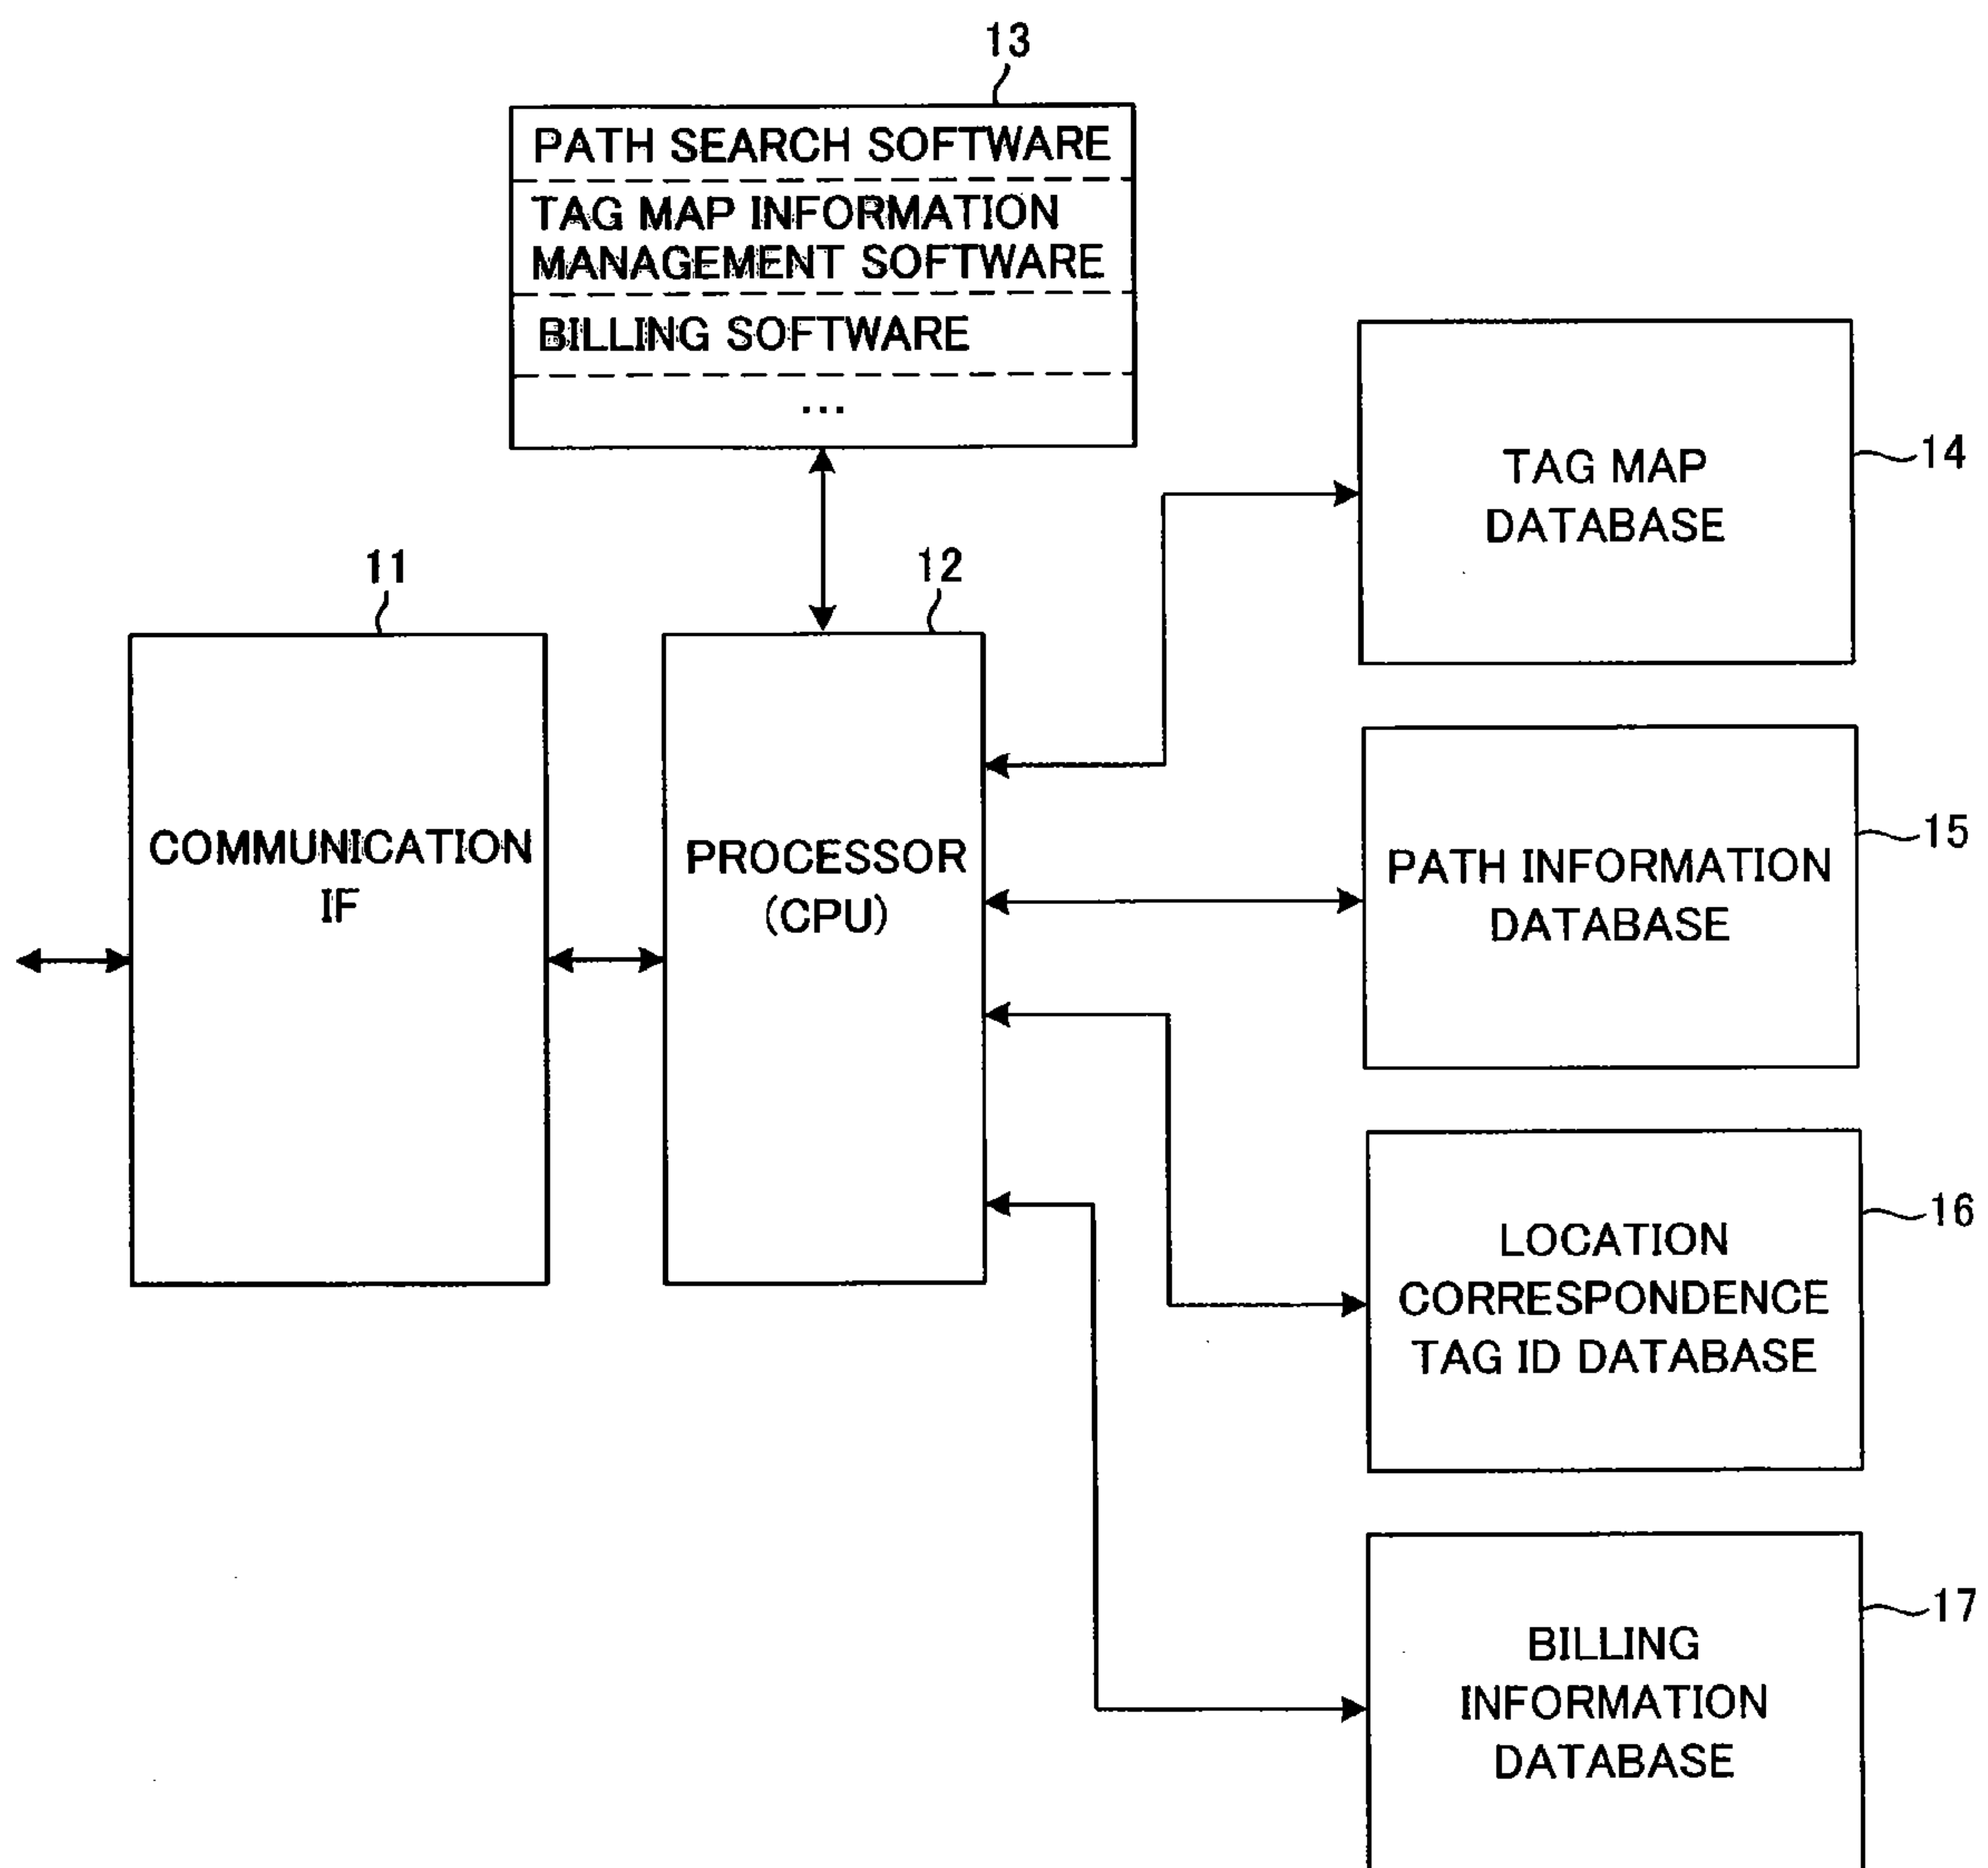 13
PATH SEARCH SOFTWARE
TAG MAP INFORMATION
MANAGEMENT SOFTWARE
BILLING SOFTWARE
...
11
COMMUNICATION
IF
12
PROCESSOR
(CPU)
TAG MAP
DATABASE
14
PATH INFORMATION
DATABASE
15
LOCATION
CORRESPONDENCE
TAG ID DATABASE
16
BILLING
INFORMATION
DATABASE
17